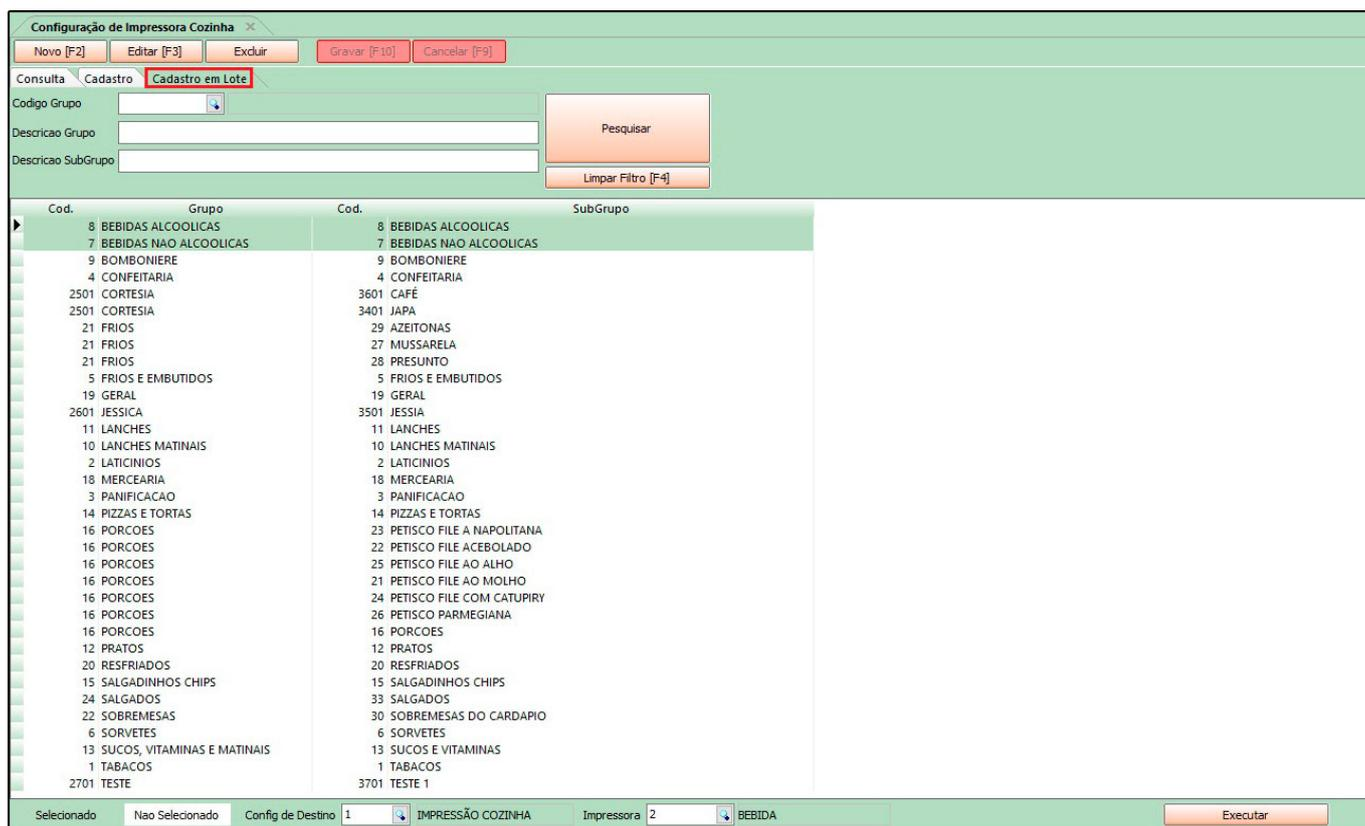 Configuração de Impressora Cozinha
Novo [F2] Editar [F3] Excluir Gravar [F10] Cancelar [F9]
Consulta Cadastro Cadastro em Lote
Codigo Grupo
Descricao Grupo
Pesquisar
Descricao SubGrupo
Limpar Filtro [F4]
Cod. Grupo Cod. SubGrupo
8 BEBIDAS ALCOOLICAS 8 BEBIDAS ALCOOLICAS
7 BEBIDAS NAO ALCOOLICAS 7 BEBIDAS NAO ALCOOLICAS
9 BOMBONIERE 9 BOMBONIERE
4 CONFEITARIA 4 CONFEITARIA
2501 CORTESIA 3601 CAFÉ
2501 CORTESIA 3401 JAPA
21 FRIOS 29 AZEITONAS
21 FRIOS 27 MUSSARELA
21 FRIOS 28 PRESUNTO
5 FRIOS E EMBUTIDOS 5 FRIOS E EMBUTIDOS
19 GERAL 19 GERAL
2601 JESSICA 3501 JESSIA
11 LANCHES 11 LANCHES
10 LANCHES MATINAIS 10 LANCHES MATINAIS
2 LATICINIOS 2 LATICINIOS
18 MERCEARIA 18 MERCEARIA
3 PANIFICACAO 3 PANIFICACAO
14 PIZZAS E TORTAS 14 PIZZAS E TORTAS
16 PORCOES 23 PETISCO FILE A NAPOLITANA
16 PORCOES 22 PETISCO FILE ACEBOLADO
16 PORCOES 25 PETISCO FILE AO ALHO
16 PORCOES 21 PETISCO FILE AO MOLHO
16 PORCOES 24 PETISCO FILE COM CATUPIRY
16 PORCOES 26 PETISCO PARMEGIANA
16 PORCOES 16 PORCOES
12 PRATOS 12 PRATOS
20 RESFRIADOS 20 RESFRIADOS
15 SALGADINHOS CHIPS 15 SALGADINHOS CHIPS
24 SALGADOS 33 SALGADOS
22 SOBREMESAS 30 SOBREMESAS DO CARDAPIO
6 SORVETES 6 SORVETES
13 SUCOS, VITAMINAS E MATINAIS 13 SUCOS E VITAMINAS
1 TABACOS 1 TABACOS
2701 TESTE 3701 TESTE 1
Selecionado Nao Selecionado Config de Destino 1 IMPRESSÃO COZINHA Impressora 2 BEBIDA Executar